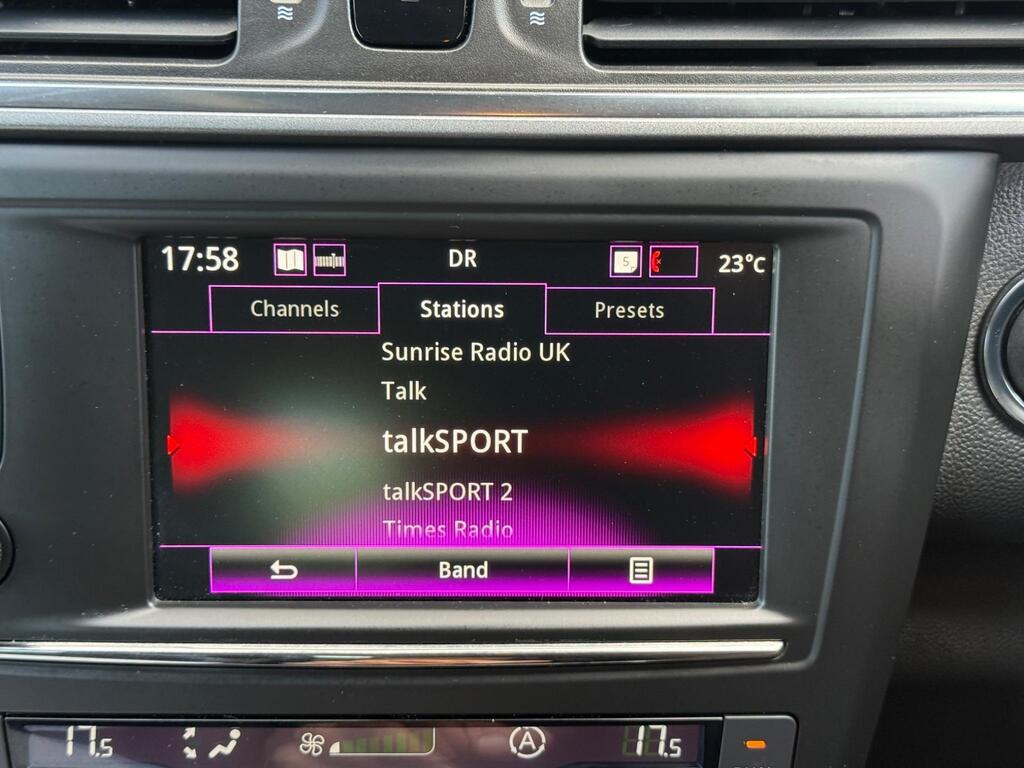 17:58 DR 5 23°C
Channels Stations Presets
Sunrise Radio UK
Talk
talkSPORT
talkSPORT 2
Times Radio
Band
17.5 A 17.5